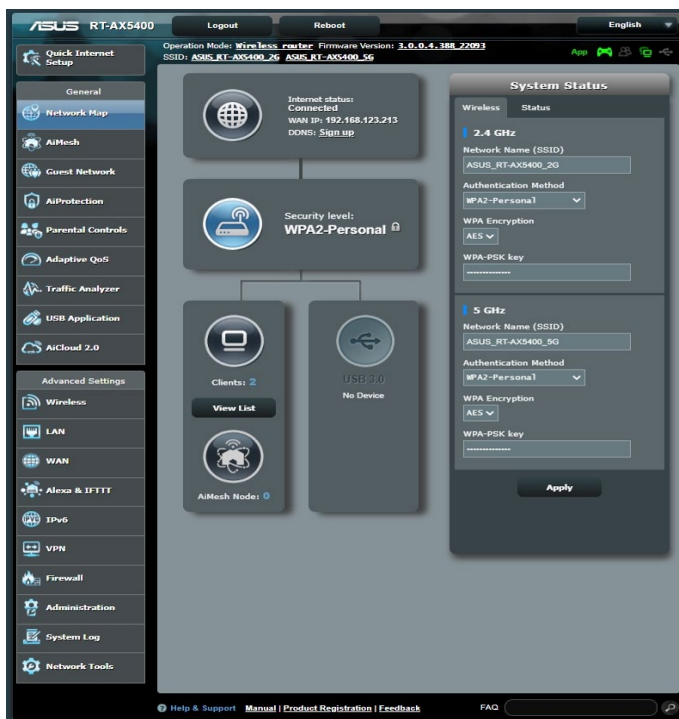 ASUS RT-AX5400
Logout
Reboot
English
Quick Internet
Setup
Operation Mode: Wireless router Firmware Version: 3.0.0.4.388_22093
SSID: ASUS_RT-AX5400_2G ASUS_RT-AX5400_5G
App
General
Network Map
AiMesh
Guest Network
AiProtection
Parental Controls
Adaptive QoS
Traffic Analyzer
USB Application
AiCloud 2.0
Advanced Settings
Wireless
LAN
WAN
Alexa & IFTTT
IPv6
VPN
Firewall
Administration
System Log
Network Tools
Internet status:
Connected
WAN IP: 192.168.123.213
DDNS: Sign up
Security level:
WPA2-Personal
Clients: 2
View List
AiMesh Node: 0
USB 3.0
No Device
System Status
Wireless
Status
2.4 GHz
Network Name (SSID)
ASUS_RT-AX5400_2G
Authentication Method
WPA2-Personal
WPA Encryption
AES
WPA-PSK key
--------------
5 GHz
Network Name (SSID)
ASUS_RT-AX5400_5G
Authentication Method
WPA2-Personal
WPA Encryption
AES
WPA-PSK key
--------------
Apply
Help & Support Manual | Product Registration | Feedback
FAQ